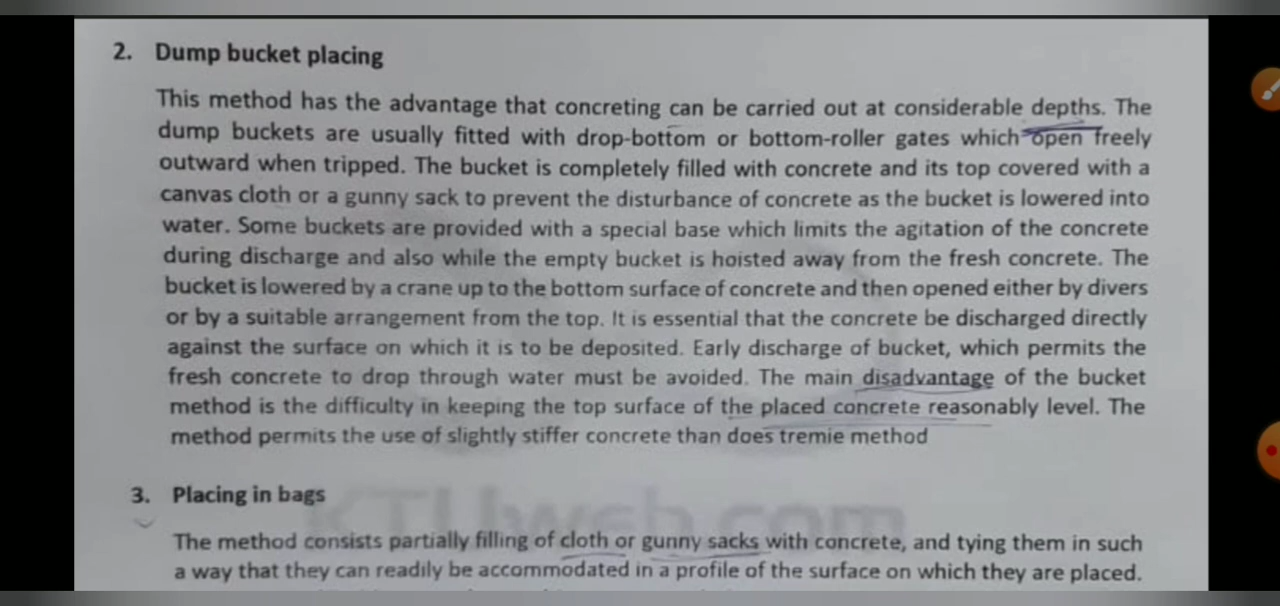 2. Dump bucket placing
This method has the advantage that concreting can be carried out at considerable depths. The
dump buckets are usually fitted with drop-bottom or bottom-roller gates which open freely
outward when tripped. The bucket is completely filled with concrete and its top covered with a
canvas cloth or a gunny sack to prevent the disturbance of concrete as the bucket is lowered into
water. Some buckets are provided with a special base which limits the agitation of the concrete
during discharge and also while the empty bucket is hoisted away from the fresh concrete. The
bucket is lowered by a crane up to the bottom surface of concrete and then opened either by divers
or by a suitable arrangement from the top. It is essential that the concrete be discharged directly
against the surface on which it is to be deposited. Early discharge of bucket, which permits the
fresh concrete to drop through water must be avoided. The main disadvantage of the bucket
method is the difficulty in keeping the top surface of the placed concrete reasonably level. The
method permits the use of slightly stiffer concrete than does tremie method
3. Placing in bags
KTUweb.com
The method consists partially filling of cloth or gunny sacks with concrete, and tying them in such
a way that they can readily be accommodated in a profile of the surface on which they are placed.